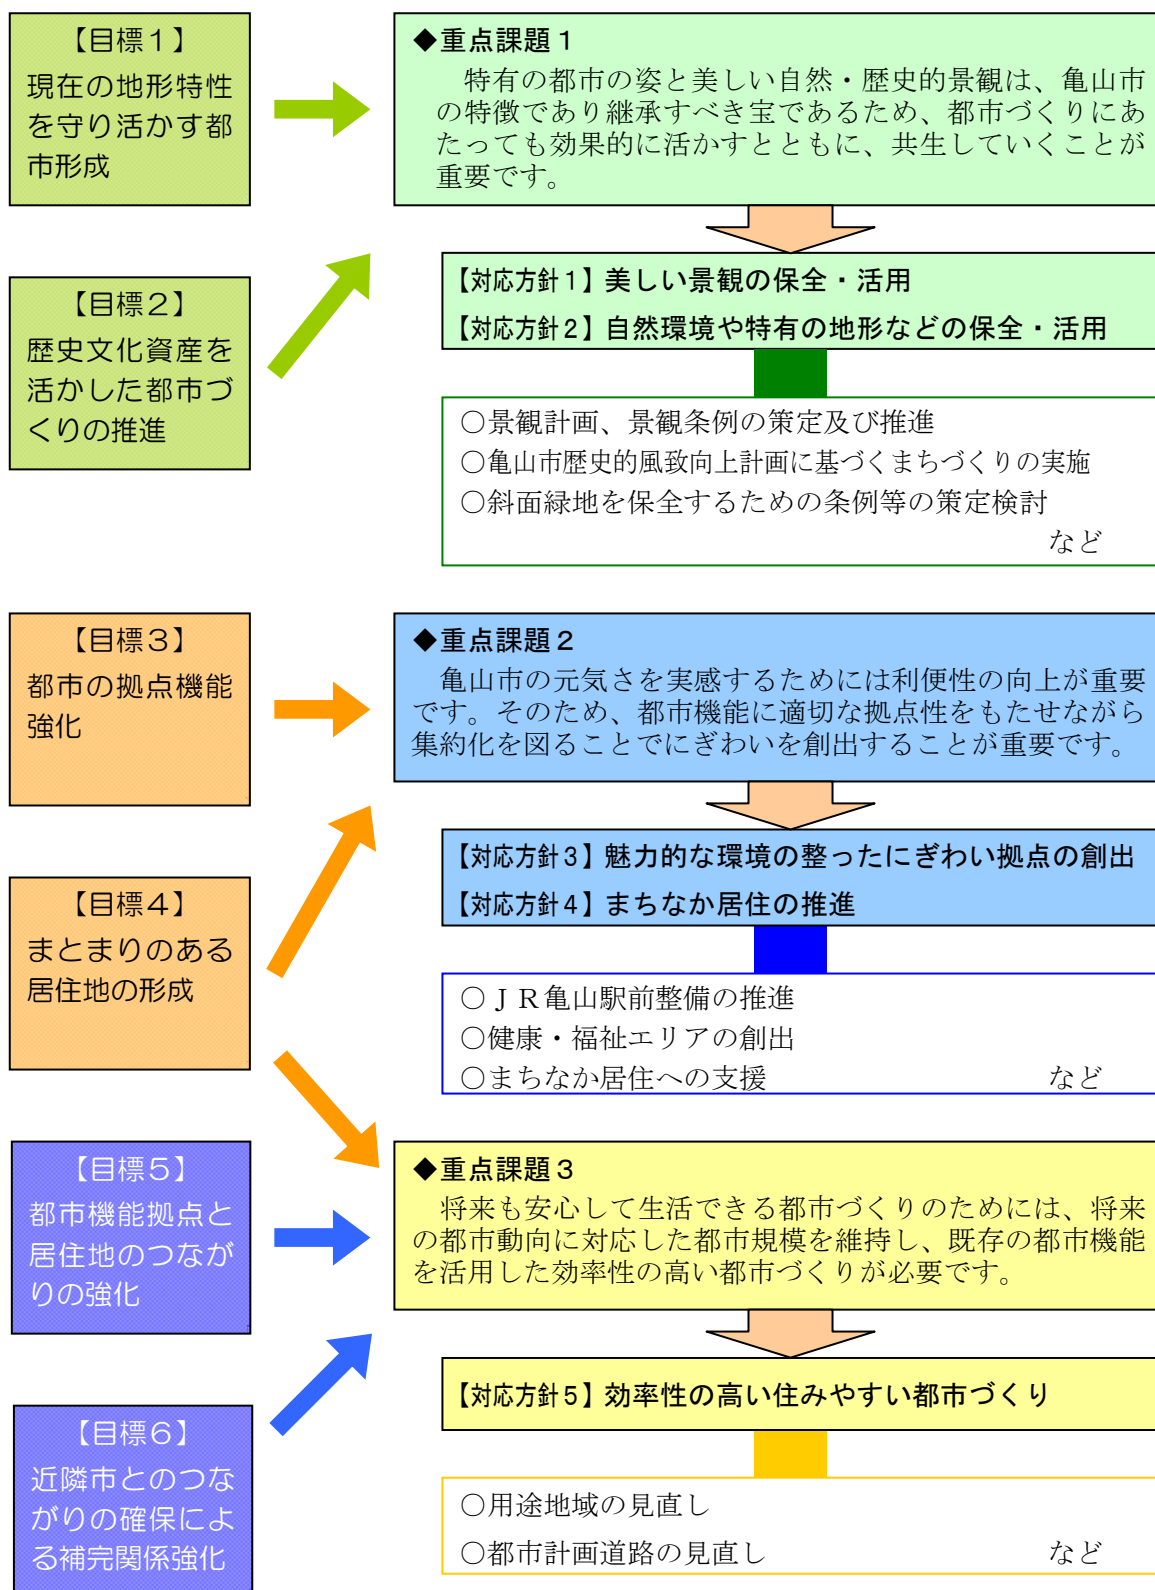 【目標１】
現在の地形特性
を守り活かす都
市形成
◆重点課題１
特有の都市の姿と美しい自然・歴史的景観は、亀山市
の特徴であり継承すべき宝であるため、都市づくりにあ
たっても効果的に活かすとともに、共生していくことが
重要です。
【目標２】
歴史文化資産を
活かした都市づ
くりの推進
【対応方針１】美しい景観の保全・活用
【対応方針２】自然環境や特有の地形などの保全・活用
○景観計画、景観条例の策定及び推進
○亀山市歴史的風致向上計画に基づくまちづくりの実施
○斜面緑地を保全するための条例等の策定検討
など
【目標３】
都市の拠点機能
強化
◆重点課題２
亀山市の元気さを実感するためには利便性の向上が重要
です。そのため、都市機能に適切な拠点性をもたせながら
集約化を図ることでにぎわいを創出することが重要です。
【目標４】
まとまりのある
居住地の形成
【対応方針３】魅力的な環境の整ったにぎわい拠点の創出
【対応方針４】まちなか居住の推進
○ＪＲ亀山駅前整備の推進
○健康・福祉エリアの創出
○まちなか居住への支援 など
【目標５】
都市機能拠点と
居住地のつなが
りの強化
◆重点課題３
将来も安心して生活できる都市づくりのためには、将来
の都市動向に対応した都市規模を維持し、既存の都市機能
を活用した効率性の高い都市づくりが必要です。
【目標６】
近隣市とのつな
がりの確保によ
る補完関係強化
【対応方針５】効率性の高い住みやすい都市づくり
○用途地域の見直し
○都市計画道路の見直し など